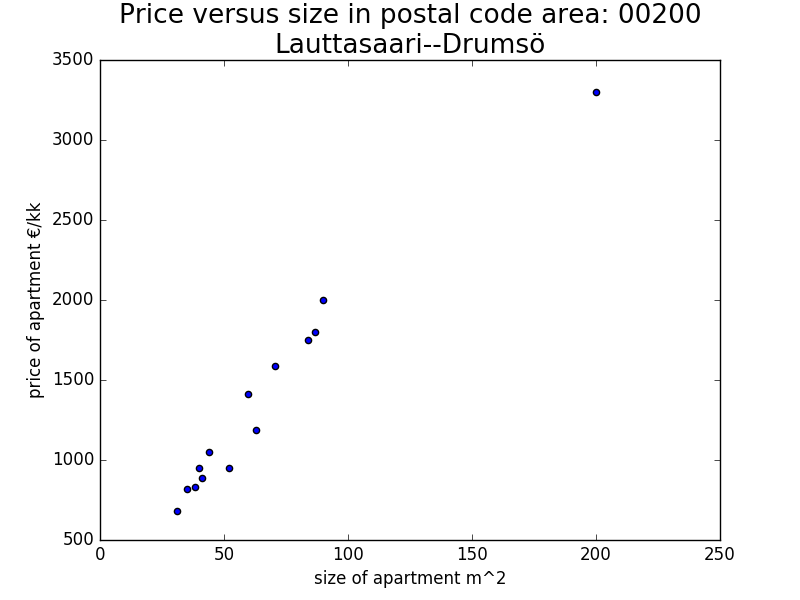 Price versus size in postal code area: 00200
Lauttasaari--Drumsö
3500
3000
2500
2000
1500
1000
500
price of apartment €/kk
0 50 100 150 200 250
size of apartment m^2